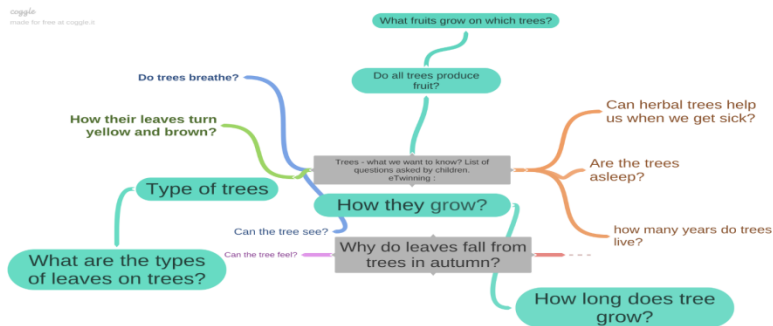 coggle
made for free at coggle.it
What fruits grow on which trees?
Do all trees produce
fruit?
Do trees breathe?
How their leaves turn
yellow and brown?
Can herbal trees help
us when we get sick?
Trees - what we want to know? List of
questions asked by children.
eTwinning :
Are the trees
asleep?
Type of trees
How they grow?
Can the tree see?
how many years do trees
live?
Can the tree feel?
Why do leaves fall from
trees in autumn?
What are the types
of leaves on trees?
How long does tree
grow?